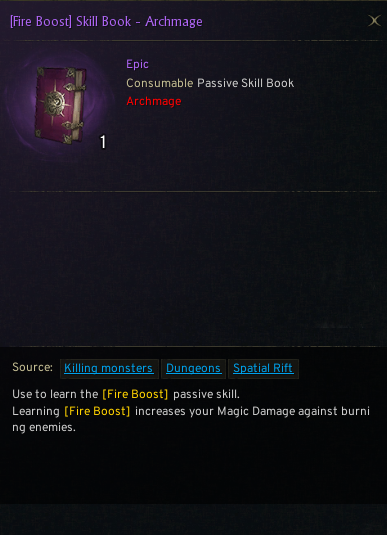 [Fire Boost] Skill Book - Archmage
Epic
Consumable Passive Skill Book
Archmage
1
Source: Killing monsters Dungeons Spatial Rift
Use to learn the [Fire Boost] passive skill.
Learning [Fire Boost] increases your Magic Damage against burni
ng enemies.